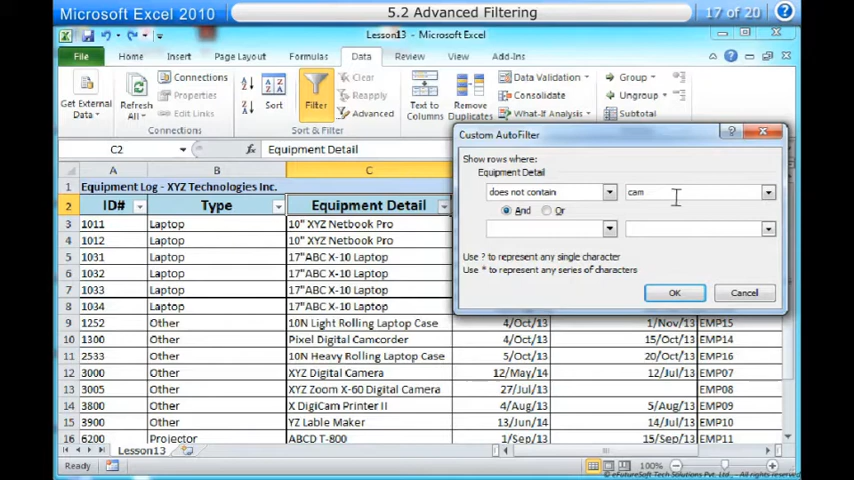 Microsoft Excel 2010
5.2 Advanced Filtering
17 of 20
Lesson13 - Microsoft Excel
File Home Insert Page Layout Formulas Data Review View Add-Ins
Get External Data
Refresh All
Connections
Properties
Edit Links
Connections
Sort
Filter
Clear
Reapply
Advanced
Sort & Filter
Text to Columns
Remove Duplicates
Data Validation
Consolidate
What-If Analysis
Group
Ungroup
Subtotal
C2 fx Equipment Detail
A B C
1 Equipment Log - XYZ Technologies Inc.
2 ID# Type Equipment Detail
3 1011 Laptop 10" XYZ Netbook Pro
4 1012 Laptop 10" XYZ Netbook Pro
5 1031 Laptop 17"ABC X-10 Laptop
6 1032 Laptop 17"ABC X-10 Laptop
7 1033 Laptop 17"ABC X-10 Laptop
8 1034 Laptop 17"ABC X-10 Laptop
9 1252 Other 10N Light Rolling Laptop Case 4/Oct/13 1/Nov/13 EMP15
10 1300 Other Pixel Digital Camcorder 15/Oct/13 EMP14
11 2533 Other 10N Heavy Rolling Laptop Case 5/Oct/13 20/Oct/13 EMP16
12 3000 Other XYZ Digital Camera 12/May/14 12/Jul/13 EMP07
13 3005 Other XYZ Zoom X-60 Digital Camera 27/Jul/13 EMP08
14 3800 Other X DigiCam Printer II 4/Aug/13 5/Aug/13 EMP09
15 3900 Other YZ Lable Maker 13/Jun/14 14/Jul/13 EMP10
16 6200 Projector ABCD T-800 1/Sep/13 15/Sep/13 EMP11
Custom AutoFilter
Show rows where:
Equipment Detail
does not contain cam
And Or
Use ? to represent any single character
Use * to represent any series of characters
OK Cancel
Lesson13
Ready 100%
© eFutureSoft Tech Solutions Pvt Ltd